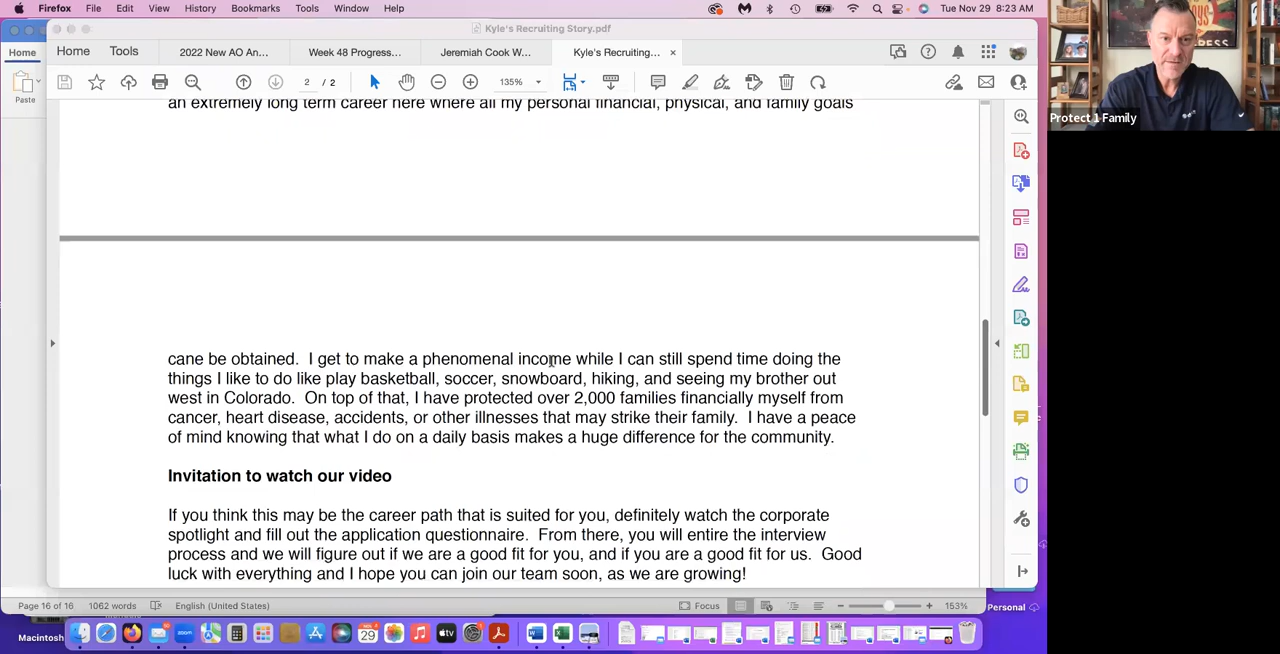 Firefox File Edit View History Bookmarks Tools Window Help Tue Nov 29 8:23 AM
Kyle's Recruiting Story.pdf
Home
Home Tools 2022 New AO An... Week 48 Progress... Jeremiah Cook W... Kyle's Recruiting... ×
Paste
2 / 2 135%
an extremely long term career here where all my personal financial, physical, and family goals
Protect 1 Family
cane be obtained. I get to make a phenomenal income while I can still spend time doing the
things I like to do like play basketball, soccer, snowboard, hiking, and seeing my brother out
west in Colorado. On top of that, I have protected over 2,000 families financially myself from
cancer, heart disease, accidents, or other illnesses that may strike their family. I have a peace
of mind knowing that what I do on a daily basis makes a huge difference for the community.
Invitation to watch our video
If you think this may be the career path that is suited for you, definitely watch the corporate
spotlight and fill out the application questionnaire. From there, you will entire the interview
process and we will figure out if we are a good fit for you, and if you are a good fit for us. Good
luck with everything and I hope you can join our team soon, as we are growing!
Page 16 of 16 1062 words English (United States) Focus 153% Personal
Macintosh
zoom
NOV 29
tv